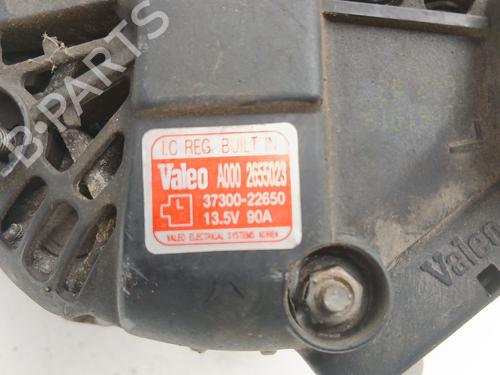 I.C REG. BUILT IN
Valeo A000 2655023
37300-22650
13.5V 90A
VALEO ELECTRICAL SYSTEMS KOREA
Valeo
B-PARTS